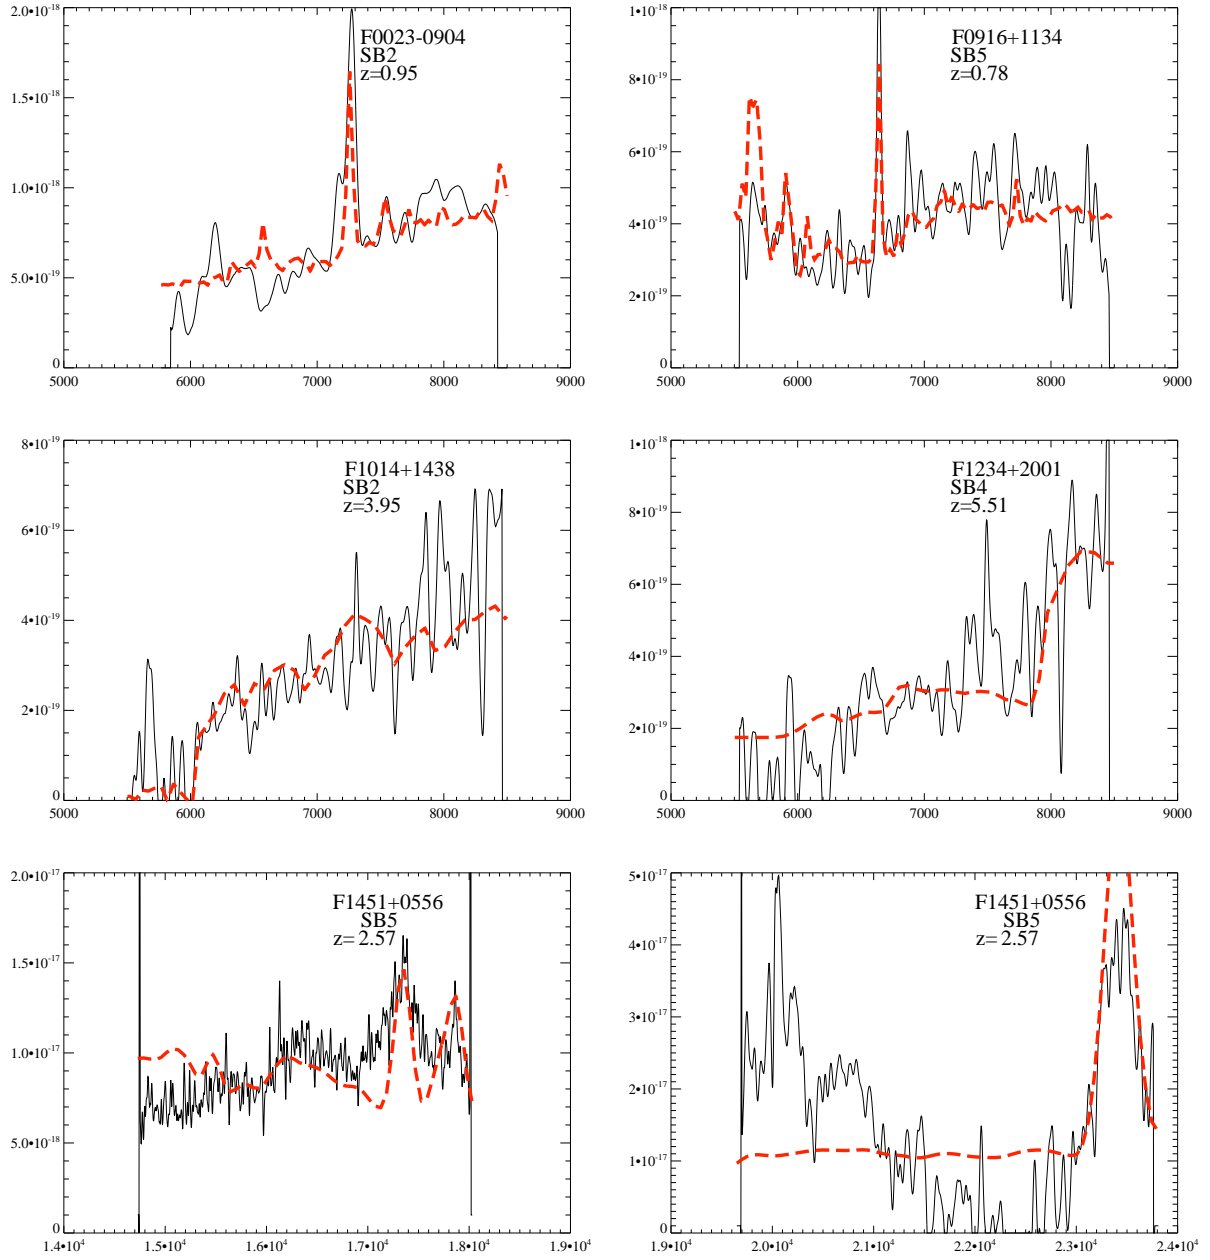 2.0•10⁻¹⁸
1.5•10⁻¹⁸
1.0•10⁻¹⁸
5.0•10⁻¹⁹
0
5000 6000 7000 8000 9000
F0023-0904
SB2
z=0.95
1•10⁻¹⁸
8•10⁻¹⁹
6•10⁻¹⁹
4•10⁻¹⁹
2•10⁻¹⁹
0
5000 6000 7000 8000 9000
F0916+1134
SB5
z=0.78
8•10⁻¹⁹
6•10⁻¹⁹
4•10⁻¹⁹
2•10⁻¹⁹
0
5000 6000 7000 8000 9000
F1014+1438
SB2
z=3.95
1•10⁻¹⁸
8•10⁻¹⁹
6•10⁻¹⁹
4•10⁻¹⁹
2•10⁻¹⁹
0
5000 6000 7000 8000 9000
F1234+2001
SB4
z=5.51
2.0•10⁻¹⁷
1.5•10⁻¹⁷
1.0•10⁻¹⁷
5.0•10⁻¹⁸
0
1.4•10⁴ 1.5•10⁴ 1.6•10⁴ 1.7•10⁴ 1.8•10⁴ 1.9•10⁴
F1451+0556
SB5
z= 2.57
5•10⁻¹⁷
4•10⁻¹⁷
3•10⁻¹⁷
2•10⁻¹⁷
1•10⁻¹⁷
0
1.9•10⁴ 2.0•10⁴ 2.1•10⁴ 2.2•10⁴ 2.3•10⁴ 2.4•10⁴
F1451+0556
SB5
z= 2.57